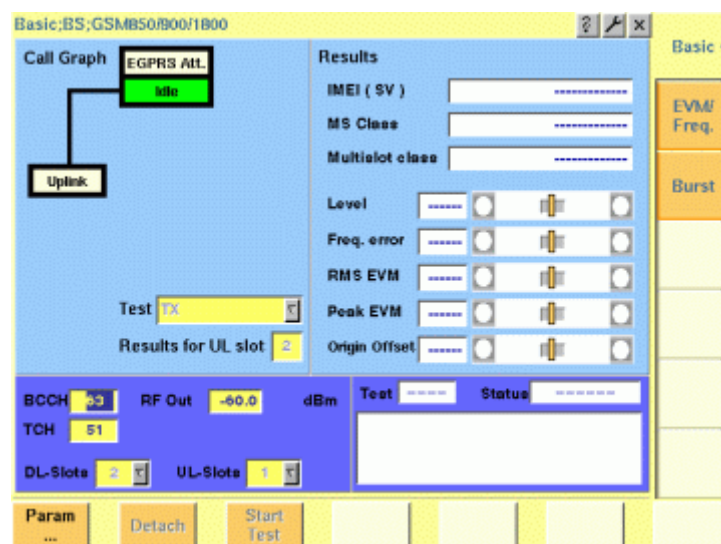 Basic;BS;GSM850/900/1800
Basic
Call Graph
EGPRS Att.
Idle
Uplink
Results
IMEI ( SV ) -------------
MS Class -------------
Multislot class -------------
EVM/
Freq.
Burst
Level ------
Freq. error ------
RMS EVM ------
Peak EVM ------
Origin Offset ------
Test TX
Results for UL slot 2
BCCH RF Out -60.0 dBm
TCH 51
DL-Slots 2 UL-Slots 1
Test ---- Status ------
Param
...
Detach
Start
Test